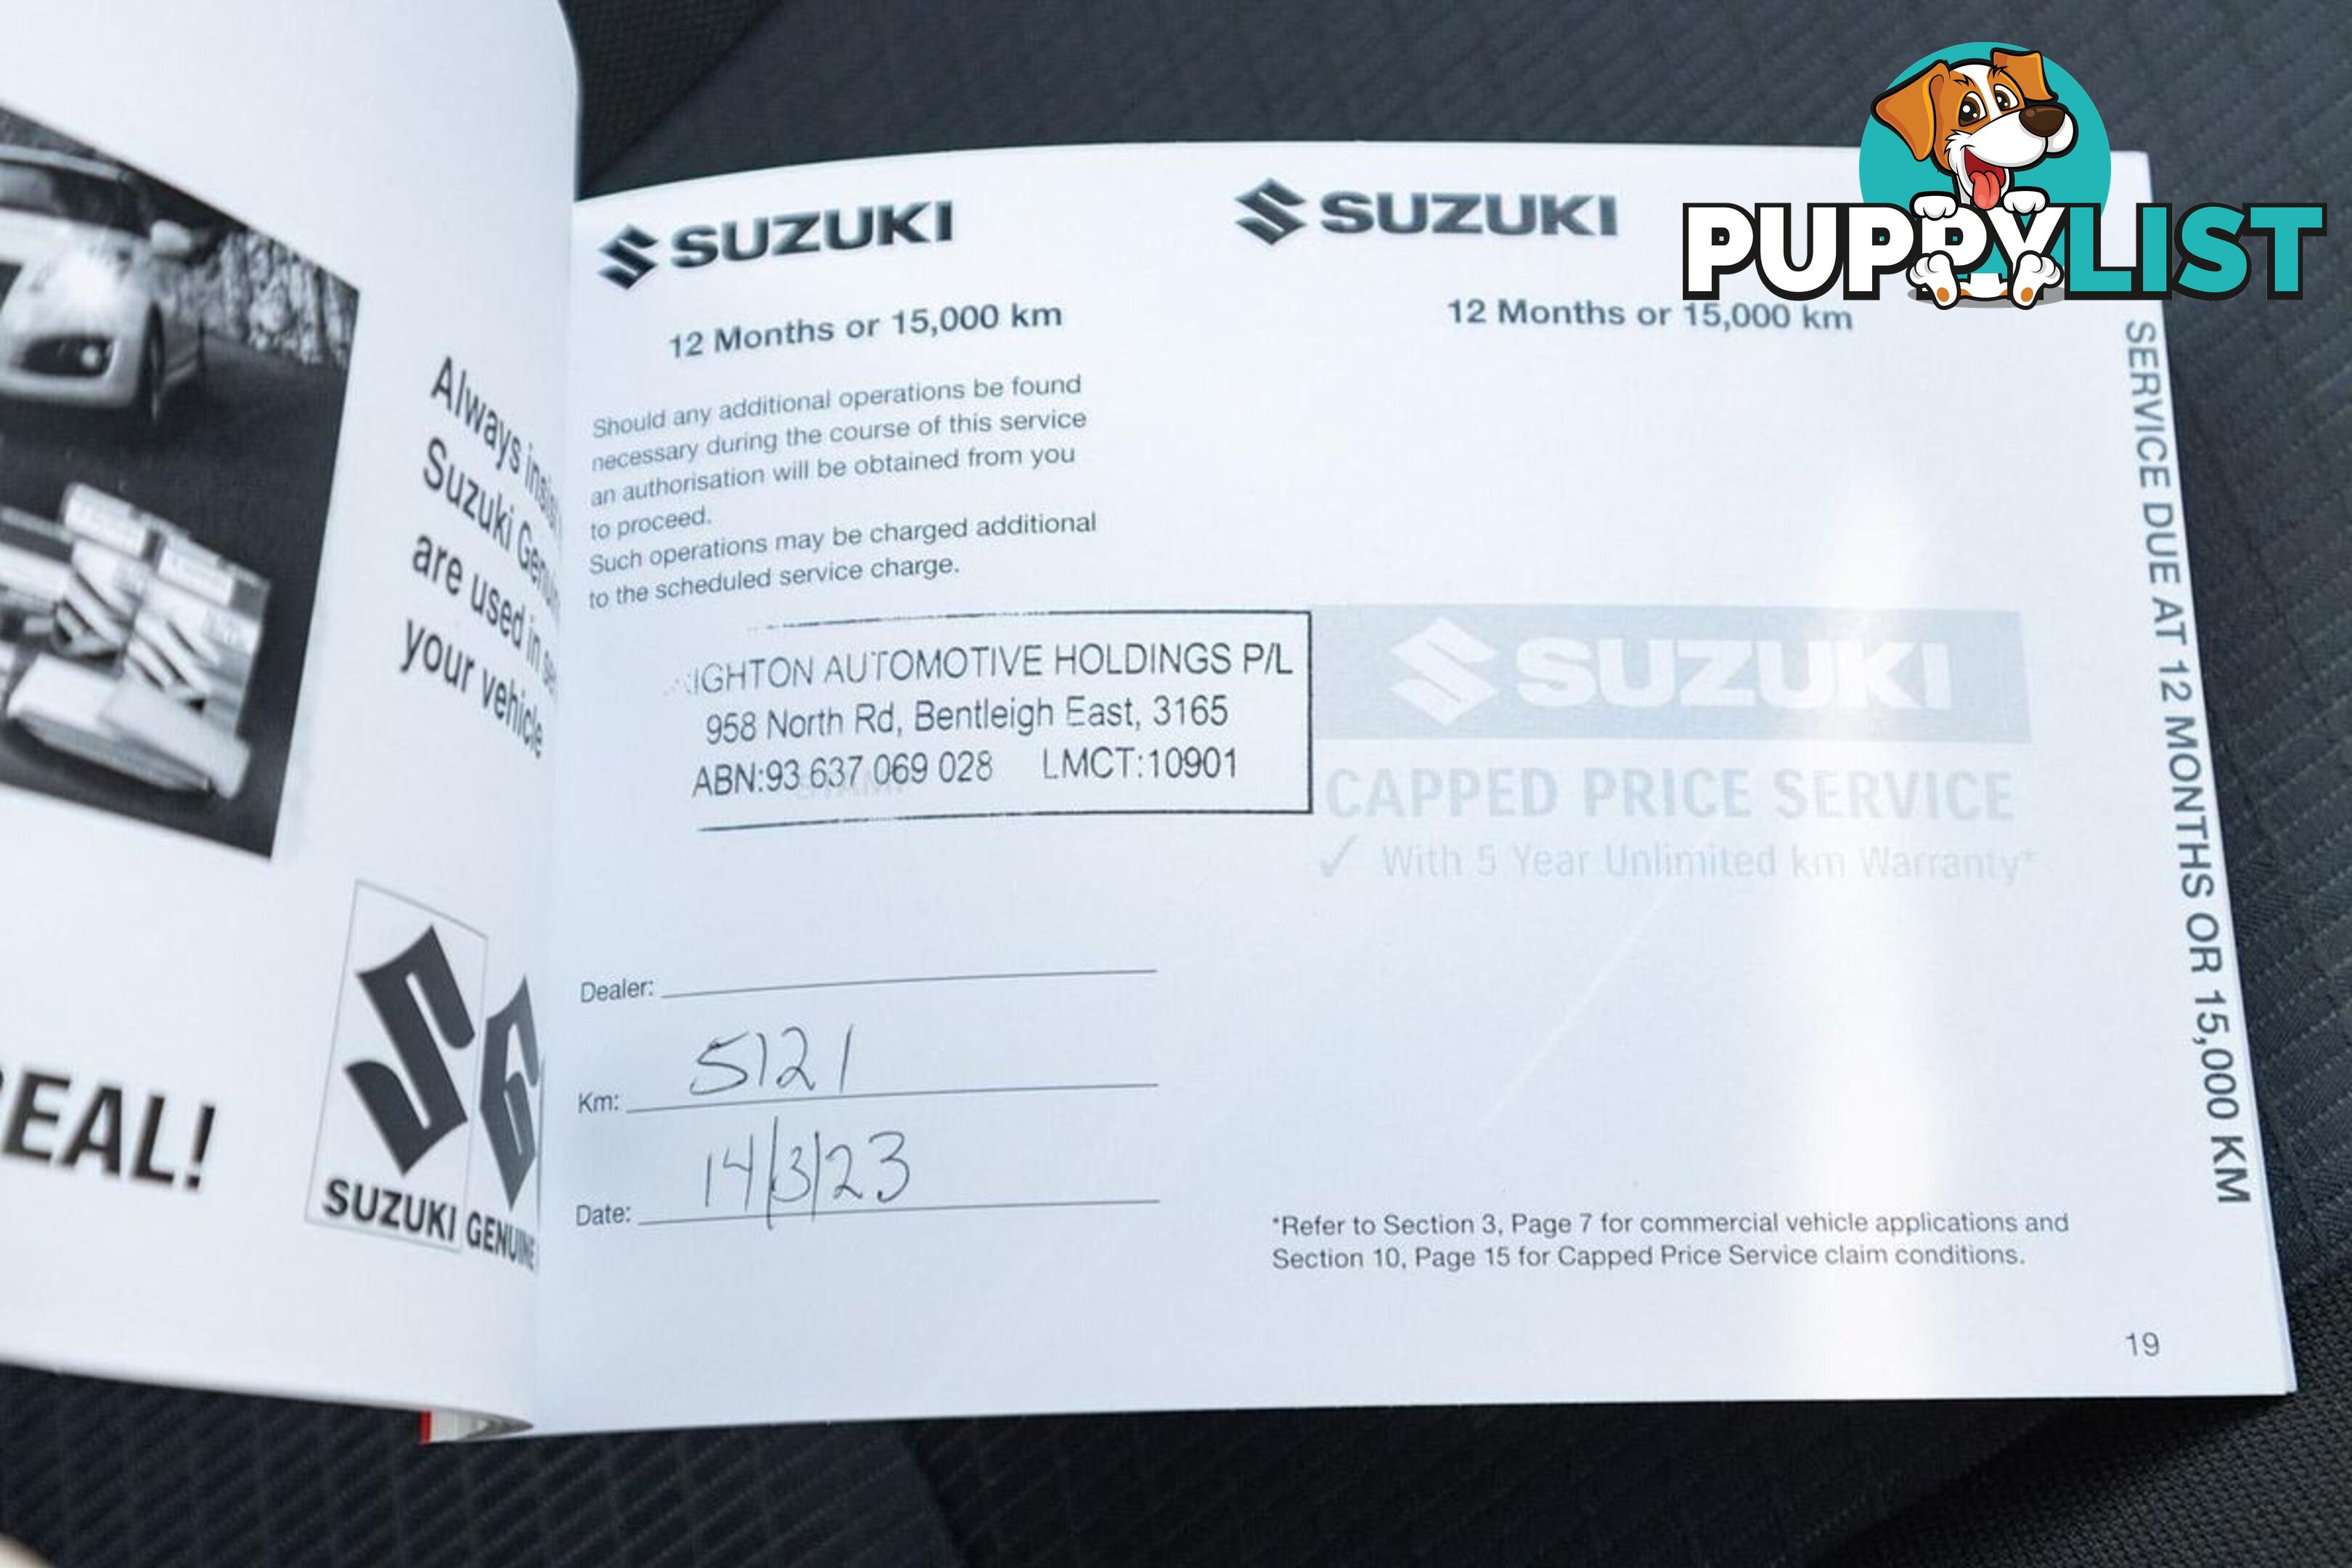 PUPPYLIST
Always insist
Suzuki Genuine
are used in
your vehicle
EAL!
SUZUKI GENUINE
SUZUKI
12 Months or 15,000 km
Should any additional operations be found
necessary during the course of this service
an authorisation will be obtained from you
to proceed.
Such operations may be charged additional
to the scheduled service charge.
IGHTON AUTOMOTIVE HOLDINGS P/L
958 North Rd, Bentleigh East, 3165
ABN:93 637 069 028 LMCT:10901
Dealer:
Km: 5121
Date: 14/3/23
SUZUKI
12 Months or 15,000 km
SUZUKI
CAPPED PRICE SERVICE
✓ With 5 Year Unlimited km Warranty*
*Refer to Section 3, Page 7 for commercial vehicle applications and
Section 10, Page 15 for Capped Price Service claim conditions.
19
SERVICE DUE AT 12 MONTHS OR 15,000 KM